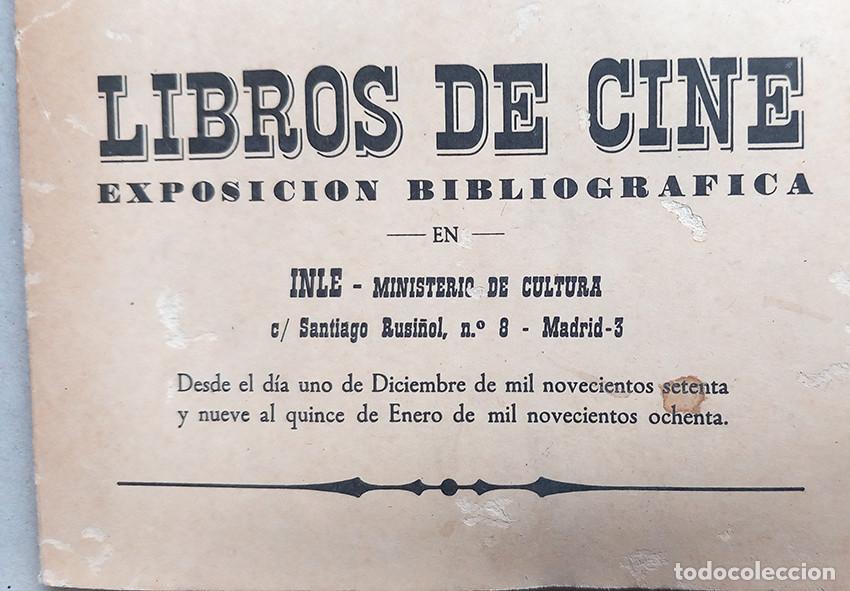 LIBROS DE CINE
EXPOSICION BIBLIOGRAFICA
— EN —
INLE - MINISTERIO DE CULTURA
c/ Santiago Rusiñol, n.º 8 - Madrid-3
Desde el día uno de Diciembre de mil novecientos setenta
y nueve al quince de Enero de mil novecientos ochenta.
todocoleccion